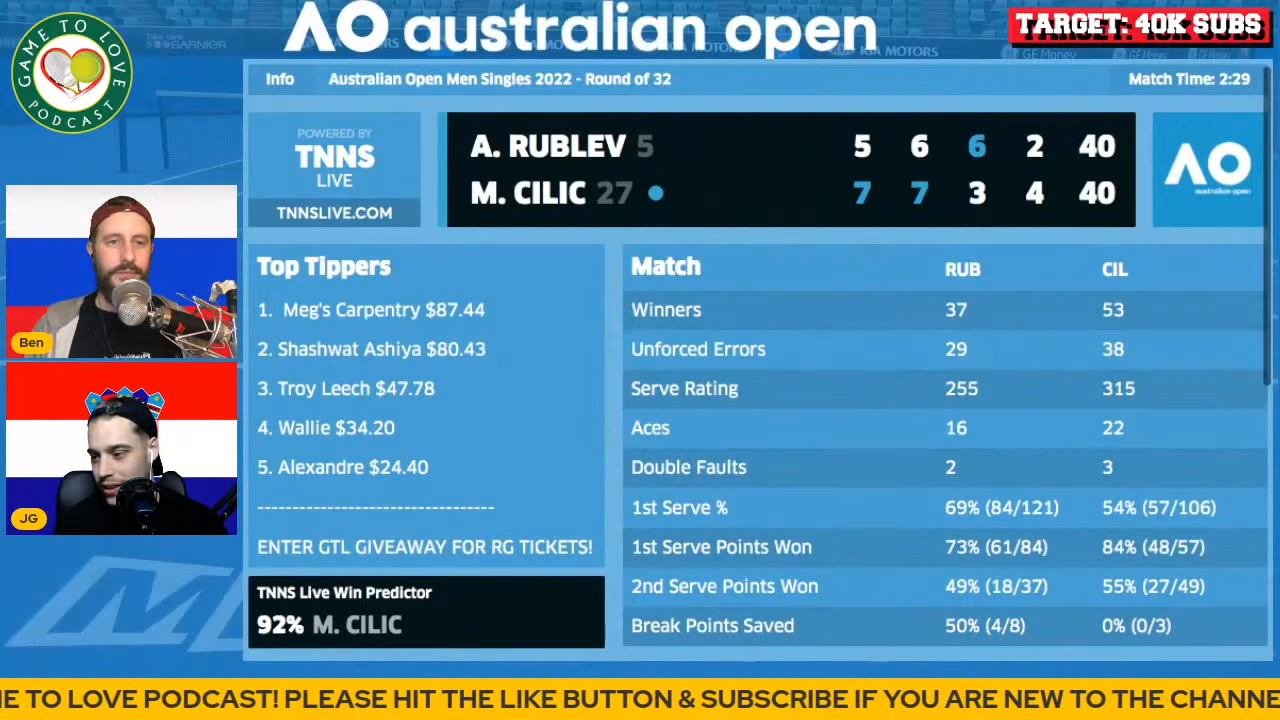 GAME TO LOVE
PODCAST
AO australian open
TARGET: 40K SUBS
GARNIER
KIA MOTORS
GE Money
Info
Australian Open Men Singles 2022 - Round of 32
Match Time: 2:29
POWERED BY
TNNS
LIVE
TNNSLIVE.COM
A. RUBLEV 5 5 6 6 2 40
M. CILIC 27 7 7 3 4 40
AO
australian open
Ben
JG
Top Tippers
1. Meg's Carpentry $87.44
2. Shashwat Ashiya $80.43
3. Troy Leech $47.78
4. Wallie $34.20
5. Alexandre $24.40
----------------------------------
ENTER GTL GIVEAWAY FOR RG TICKETS!
TNNS Live Win Predictor
92% M. CILIC
Match RUB CIL
Winners 37 53
Unforced Errors 29 38
Serve Rating 255 315
Aces 16 22
Double Faults 2 3
1st Serve % 69% (84/121) 54% (57/106)
1st Serve Points Won 73% (61/84) 84% (48/57)
2nd Serve Points Won 49% (18/37) 55% (27/49)
Break Points Saved 50% (4/8) 0% (0/3)
E TO LOVE PODCAST! PLEASE HIT THE LIKE BUTTON & SUBSCRIBE IF YOU ARE NEW TO THE CHANNE